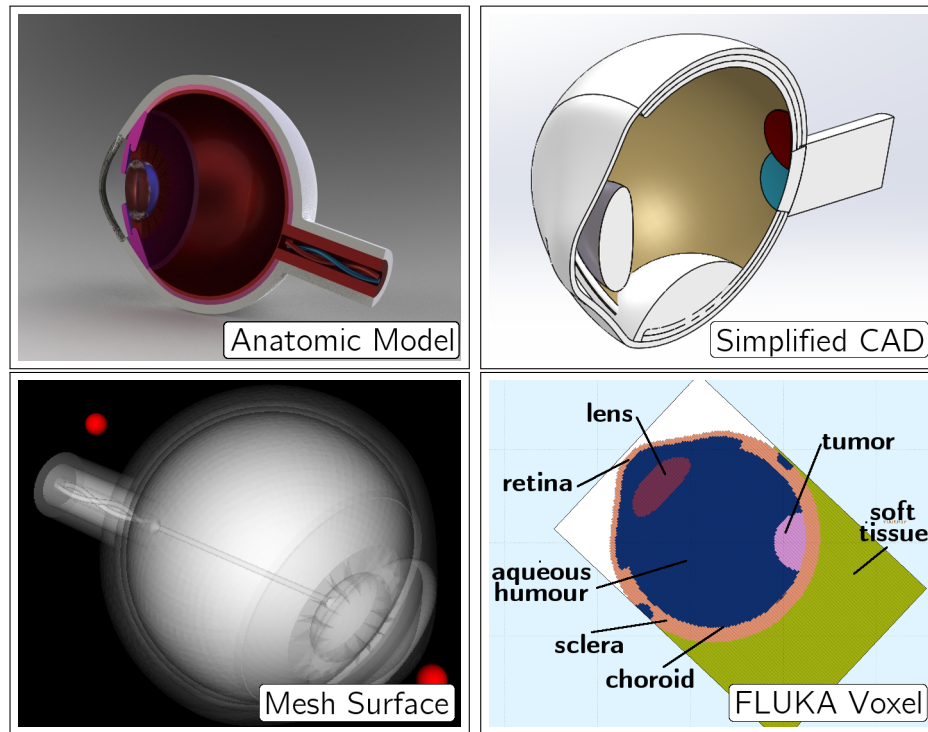 Anatomic Model
Simplified CAD
Mesh Surface
lens
tumor
retina
soft
tissue
aqueous
humour
sclera
choroid
FLUKA Voxel